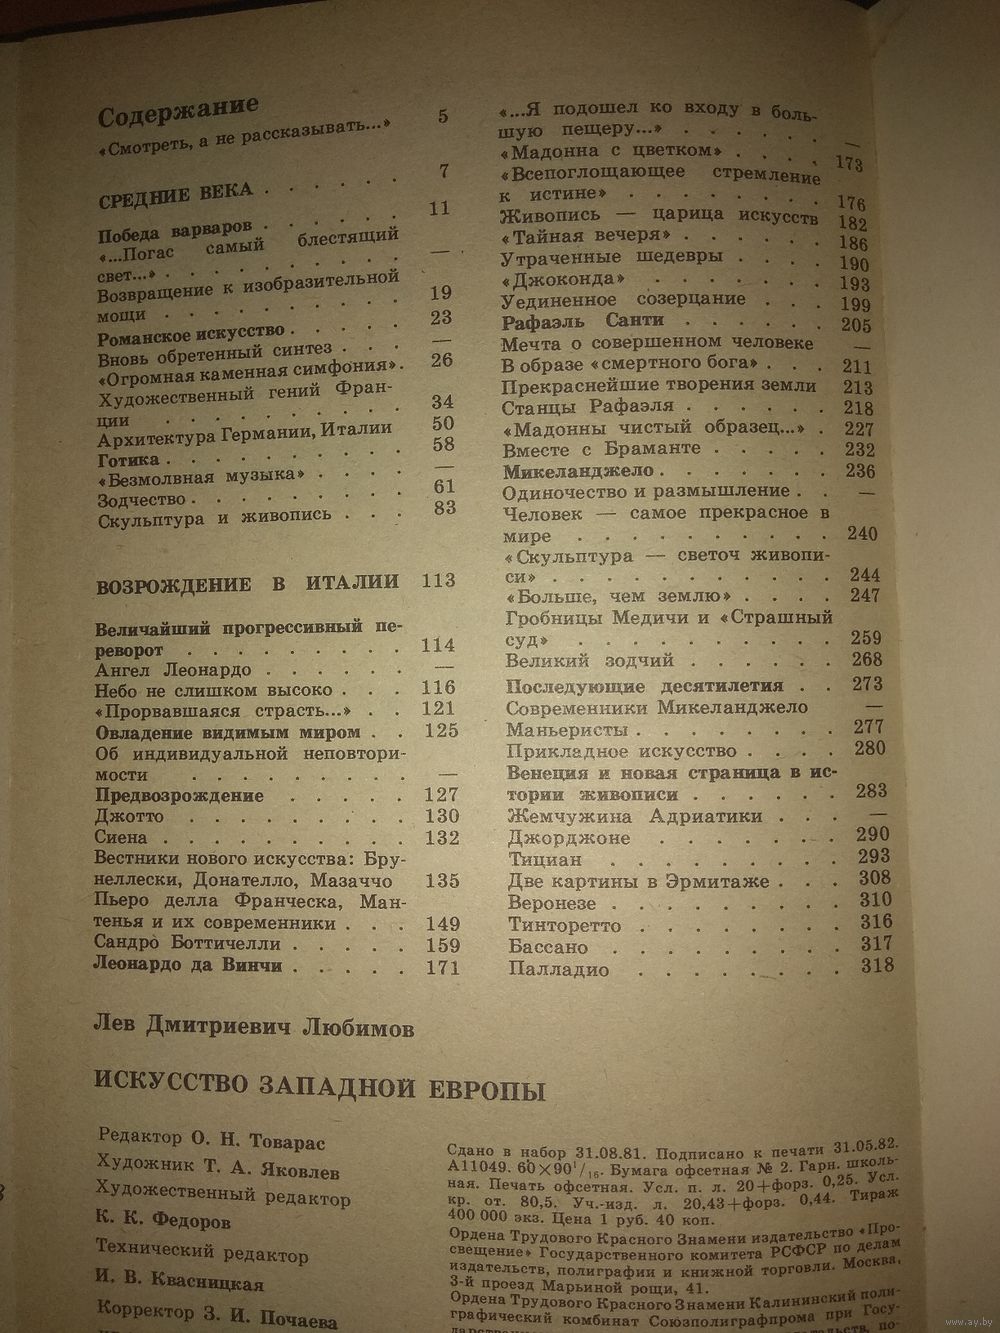 Содержание
«Смотреть, а не рассказывать...» 5
СРЕДНИЕ ВЕКА . . . . . . 7
Победа варваров . . . . . . 11
«...Погас самый блестящий
свет...» . . . . . . . . . —
Возвращение к изобразительной
мощи . . . . . . . . . 19
Романское искусство . . . . . 23
Вновь обретенный синтез . . . —
«Огромная каменная симфония» . 26
Художественный гений Фран-
ции . . . . . . . . . 34
Архитектура Германии, Италии 50
Готика . . . . . . . . . 58
«Безмолвная музыка» . . . . —
Зодчество . . . . . . . . 61
Скульптура и живопись . . . 83
ВОЗРОЖДЕНИЕ В ИТАЛИИ 113
Величайший прогрессивный пе-
реворот . . . . . . . . . 114
Ангел Леонардо . . . . . . —
Небо не слишком высоко . . . 116
«Прорвавшаяся страсть...» . . 121
Овладение видимым миром . . 125
Об индивидуальной неповтори-
мости . . . . . . . . . —
Предвозрождение . . . . . 127
Джотто . . . . . . . . . 130
Сиена . . . . . . . . . . 132
Вестники нового искусства: Бру-
неллески, Донателло, Мазаччо 135
Пьеро делла Франческа, Ман-
тенья и их современники . . . 149
Сандро Боттичелли . . . . . 159
Леонардо да Винчи . . . . . 171
«...Я подошел ко входу в боль-
шую пещеру...» . . . . . . —
«Мадонна с цветком» . . . . 173
«Всепоглощающее стремление
к истине» . . . . . . . . 176
Живопись — царица искусств 182
«Тайная вечеря» . . . . . . 186
Утраченные шедевры . . . . 190
«Джоконда» . . . . . . . 193
Уединенное созерцание . . . 199
Рафаэль Санти . . . . . . 205
Мечта о совершенном человеке —
В образе «смертного бога» . . . 211
Прекраснейшие творения земли 213
Станцы Рафаэля . . . . . . 218
«Мадонны чистый образец...» . 227
Вместе с Браманте . . . . . 232
Микеланджело . . . . . . . 236
Одиночество и размышление . . —
Человек — самое прекрасное в
мире . . . . . . . . . . 240
«Скульптура — светоч живопи-
си» . . . . . . . . . . . 244
«Больше, чем землю» . . . . 247
Гробницы Медичи и «Страшный
суд» . . . . . . . . . . 259
Великий зодчий . . . . . . 268
Последующие десятилетия . . 273
Современники Микеланджело —
Маньеристы . . . . . . . . 277
Прикладное искусство . . . . 280
Венеция и новая страница в ис-
тории живописи . . . . . . 283
Жемчужина Адриатики . . . —
Джорджоне . . . . . . . 290
Тициан . . . . . . . . . 293
Две картины в Эрмитаже . . . 308
Веронезе . . . . . . . . . 310
Тинторетто . . . . . . . . 316
Бассано . . . . . . . . . 317
Палладио . . . . . . . . 318
Лев Дмитриевич Любимов
ИСКУССТВО ЗАПАДНОЙ ЕВРОПЫ
Редактор О. Н. Товарас
Художник Т. А. Яковлев
Художественный редактор
К. К. Федоров
Технический редактор
И. В. Квасницкая
Корректор З. И. Почаева
Сдано в набор 31.08.81. Подписано к печати 31.05.82.
А11049. 60×90¹/₁₆. Бумага офсетная № 2. Гарн. школь-
ная. Печать офсетная. Усл. п. л. 20+форз. 0,25. Усл.
кр. от. 80,5. Уч.-изд. л. 20,43+форз. 0,44. Тираж
400 000 экз. Цена 1 руб. 40 коп.
Ордена Трудового Красного Знамени издательство «Про-
свещение» Государственного комитета РСФСР по делам
издательств, полиграфии и книжной торговли. Москва,
3-й проезд Марьиной рощи, 41.
Ордена Трудового Красного Знамени Калининский поли-
графический комбинат Союзполиграфпрома при Госу-
www.ay.by